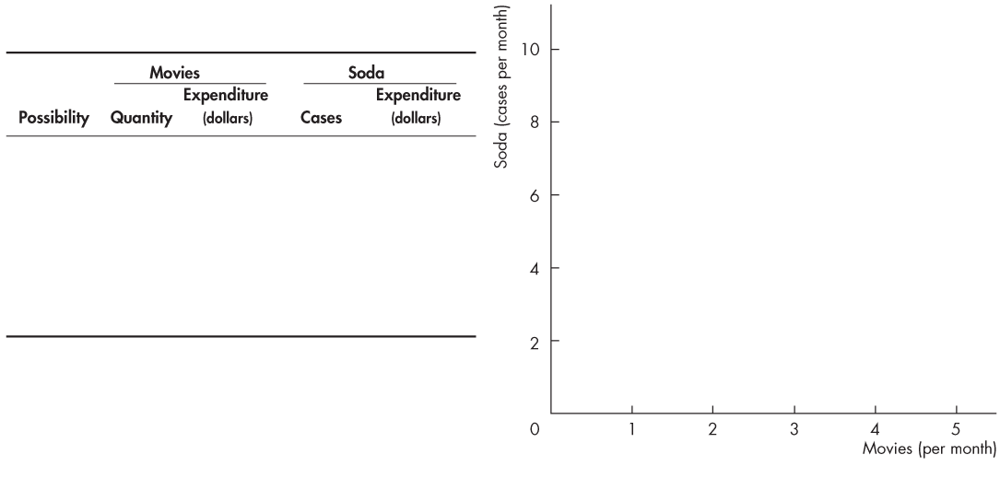 Movies Soda
Expenditure Expenditure
Possibility Quantity (dollars) Cases (dollars)
Soda (cases per month)
10
8
6
4
2
0 1 2 3 4 5
Movies (per month)